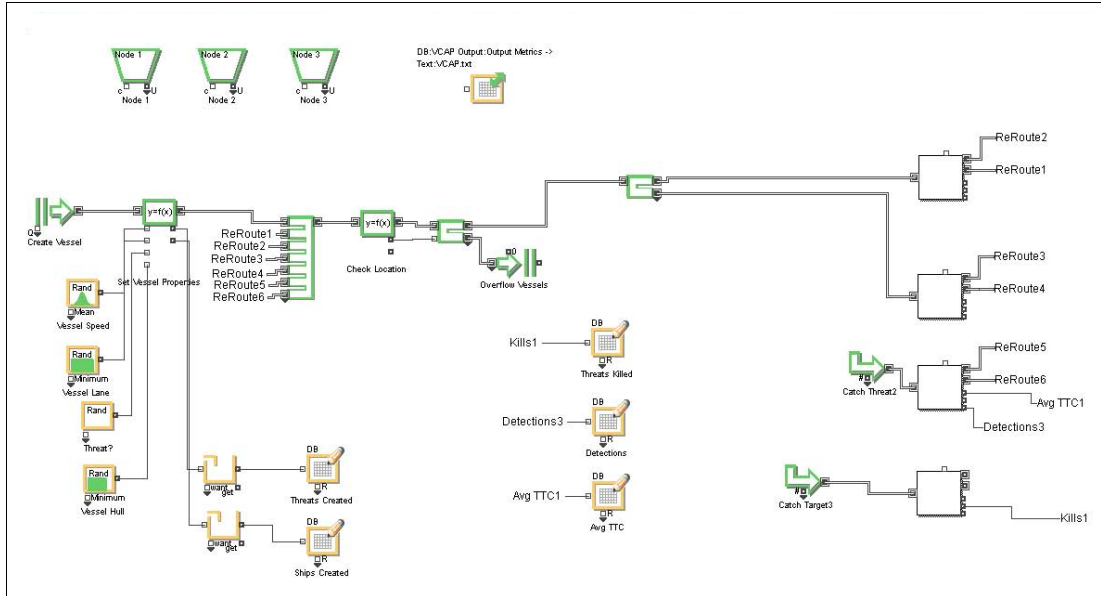 Node 1
Node 2
Node 3
c
U
c
U
c
U
Node 1
Node 2
Node 3
DB:VCAP Output:Output Metrics ->
Text:VCAP.txt
ReRoute2
ReRoute1
Q
Create Vessel
y=f(x)
Set Vessel Properties
ReRoute1
ReRoute2
ReRoute3
ReRoute4
ReRoute5
ReRoute6
y=f(x)
Check Location
0
Overflow Vessels
ReRoute3
ReRoute4
Rand
Mean
Vessel Speed
Rand
Minimum
Vessel Lane
Rand
Threat?
Rand
Minimum
Vessel Hull
want
get
DB
R
Threats Created
want
get
DB
R
Ships Created
Kills1
DB
R
Threats Killed
Detections3
DB
R
Detections
Avg TTC1
DB
R
Avg TTC
#
Catch Threat2
ReRoute5
ReRoute6
Avg TTC1
Detections3
#
Catch Target3
Kills1